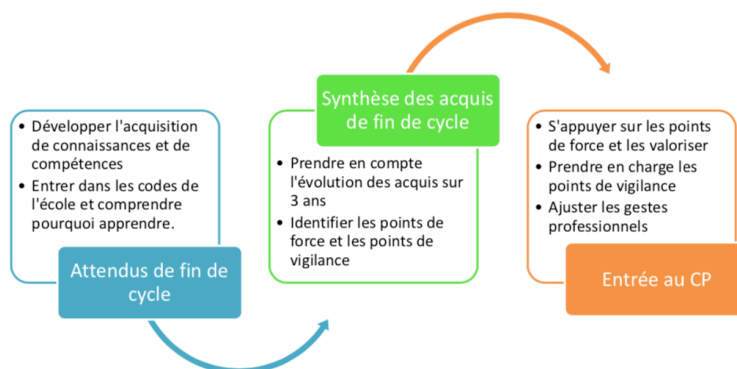 • Développer l'acquisition
de connaissances et de
compétences
• Entrer dans les codes de
l'école et comprendre
pourquoi apprendre.
Attendus de fin de
cycle
Synthèse des acquis
de fin de cycle
• Prendre en compte
l'évolution des acquis sur
3 ans
• Identifier les points de
force et les points de
vigilance
• S'appuyer sur les points
de force et les valoriser
• Prendre en charge les
points de vigilance
• Ajuster les gestes
professionnels
Entrée au CP